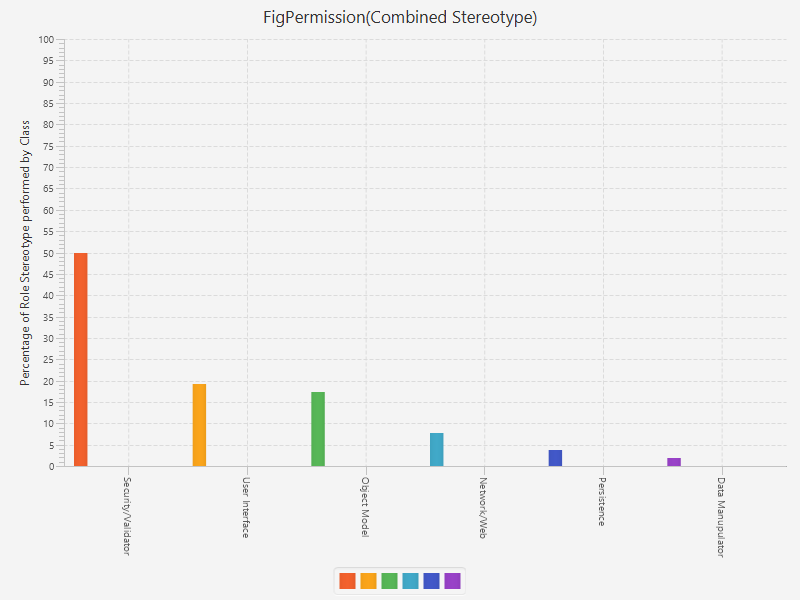 FigPermission(Combined Stereotype)
Percentage of Role Stereotype performed by Class
100
95
90
85
80
75
70
65
60
55
50
45
40
35
30
25
20
15
10
5
0
Security/Validator
User Interface
Object Model
Network/Web
Persistence
Data Manupulator